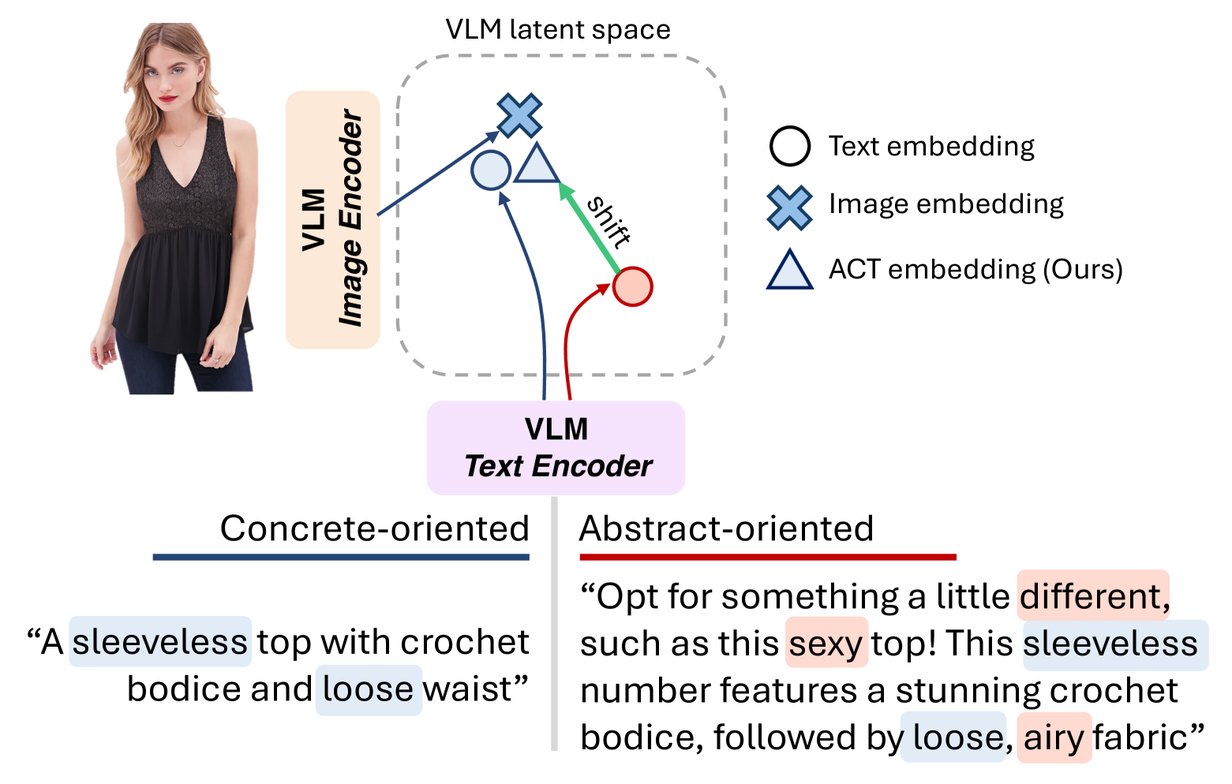 VLM latent space
VLM
Image Encoder
shift
Text embedding
Image embedding
ACT embedding (Ours)
VLM
Text Encoder
Concrete-oriented
“A sleeveless top with crochet
bodice and loose waist”
Abstract-oriented
“Opt for something a little different,
such as this sexy top! This sleeveless
number features a stunning crochet
bodice, followed by loose, airy fabric”